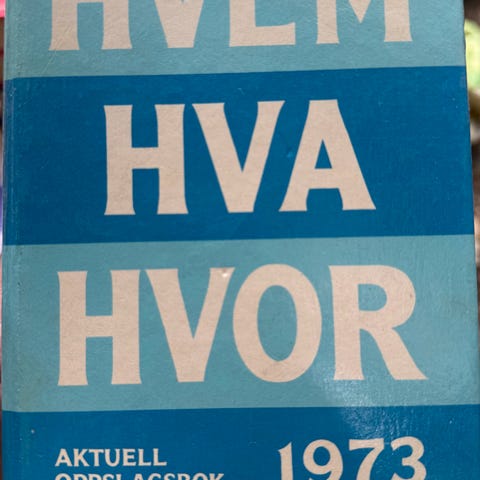 HVEM
HVA
HVOR
AKTUELL 1973
OPPSLAGSBOK